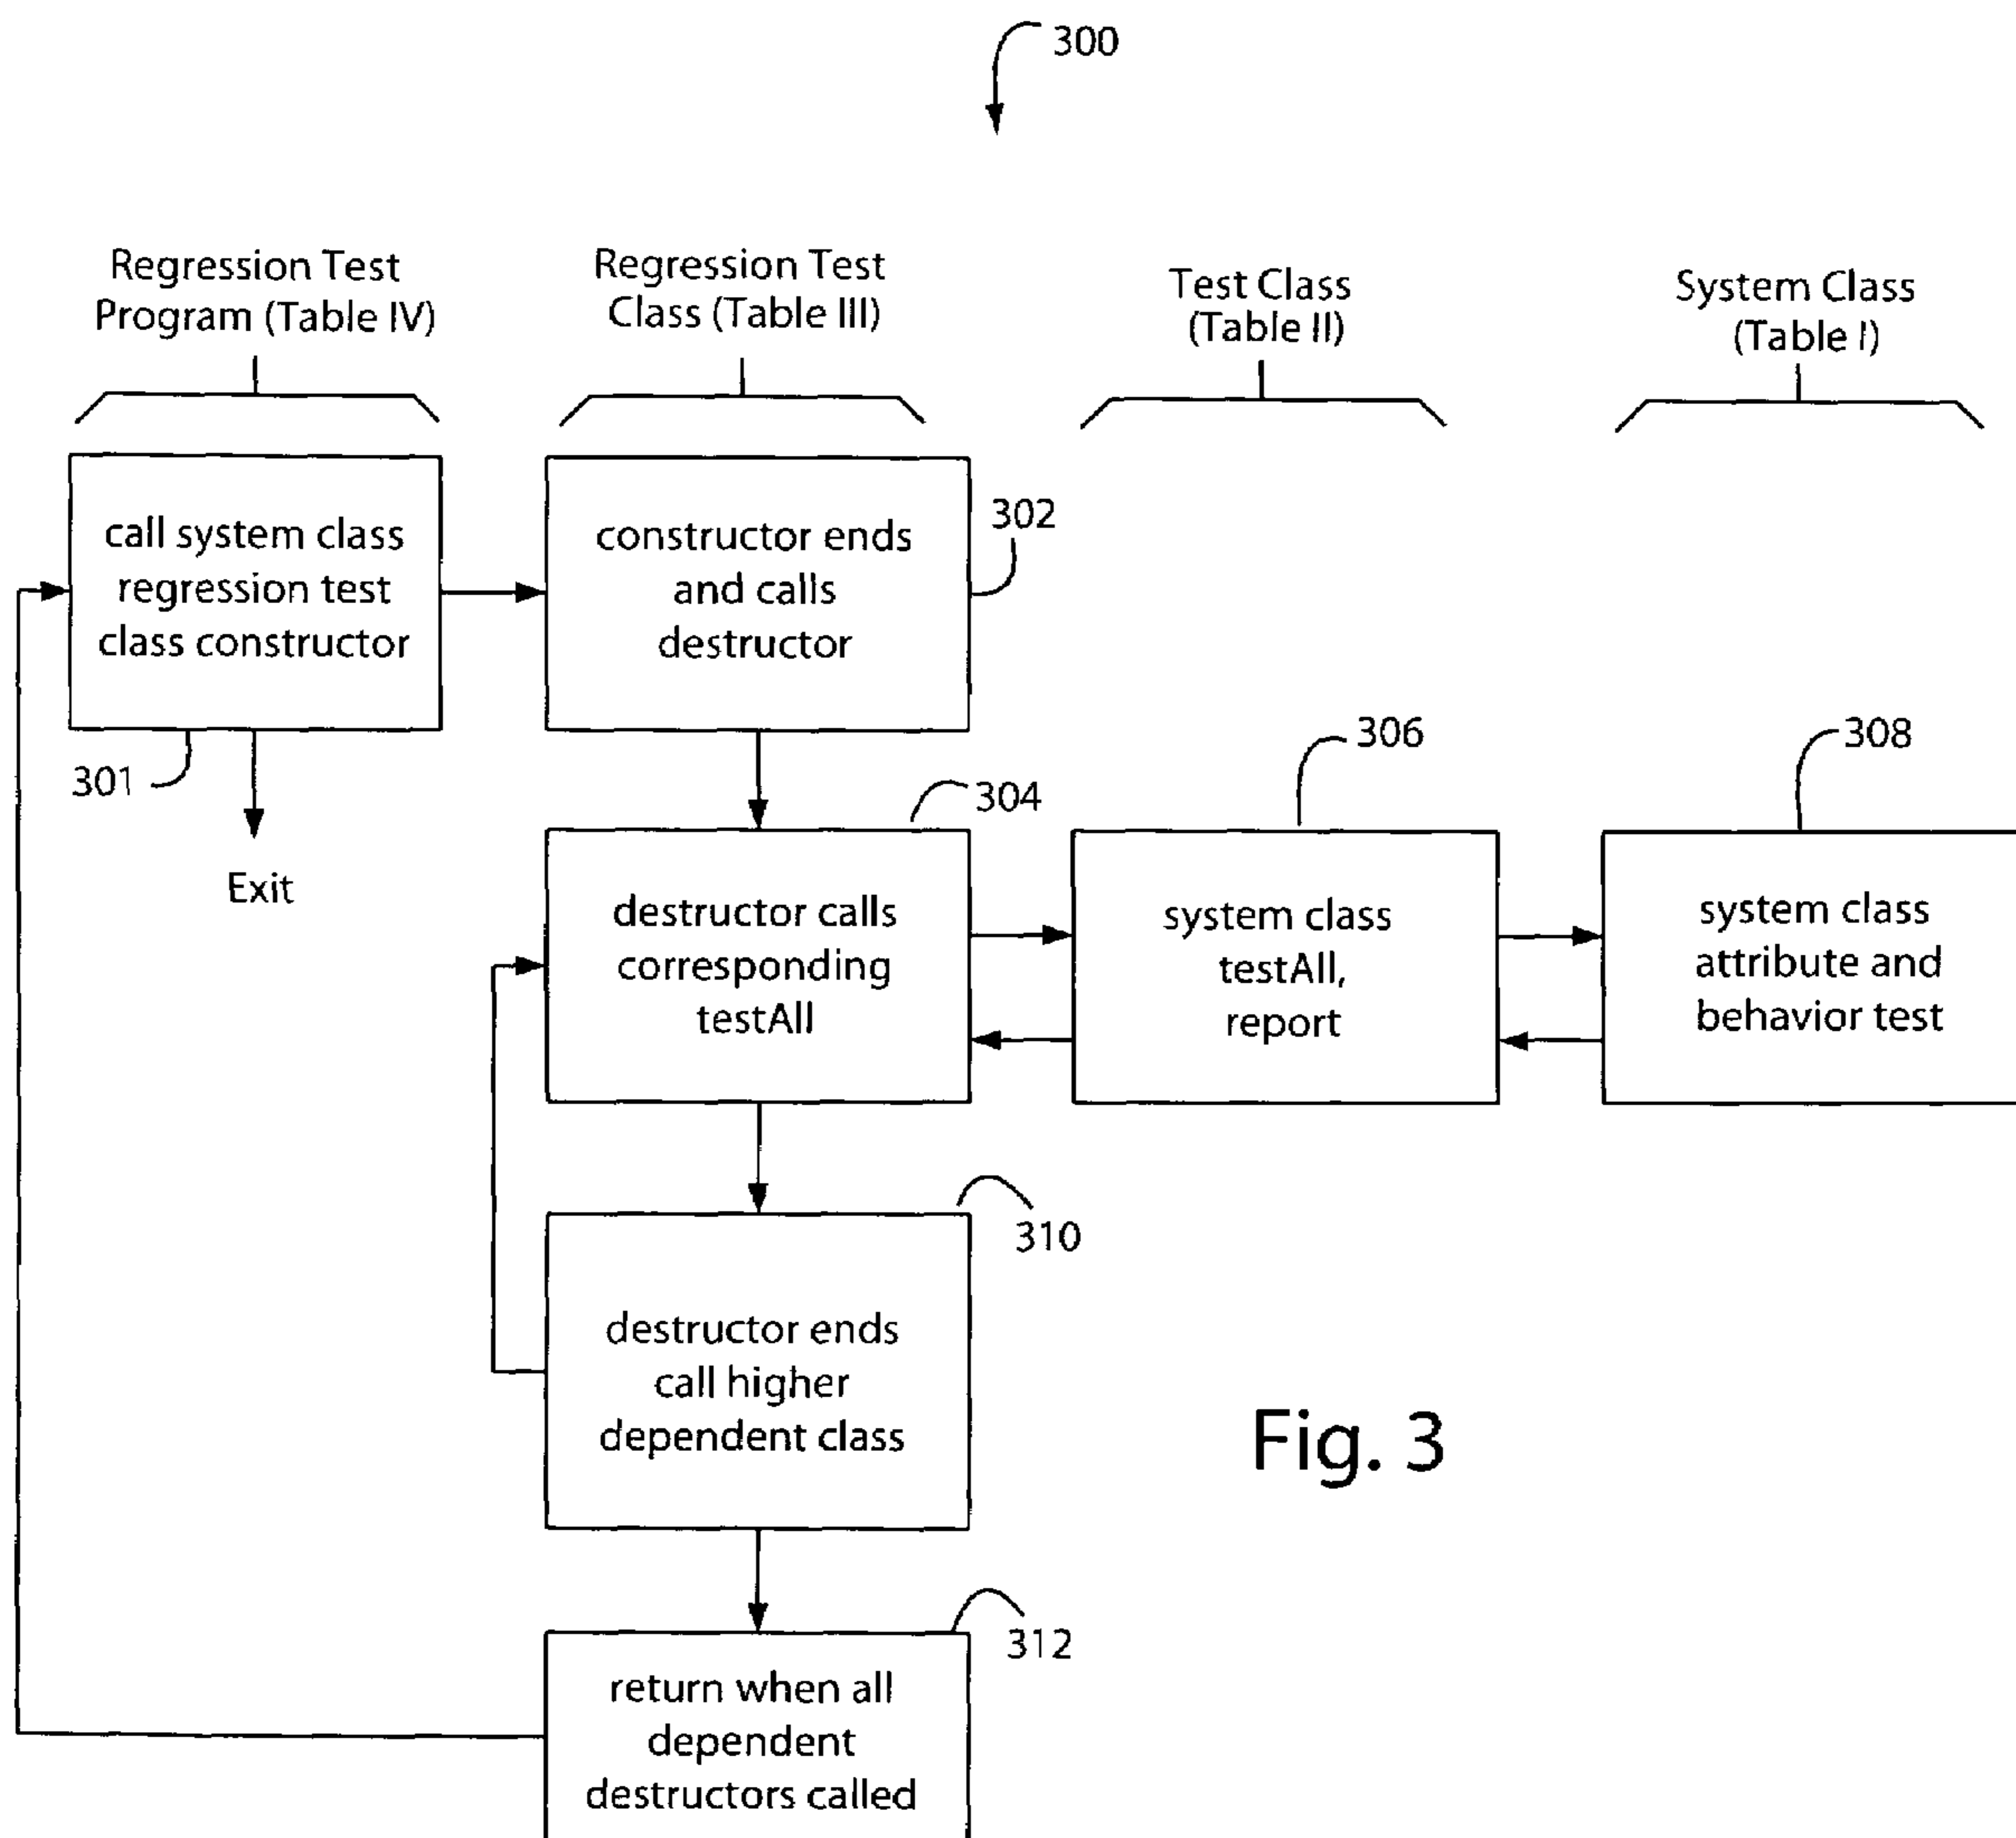 300
Regression Test
Program (Table IV)
Regression Test
Class (Table III)
Test Class
(Table II)
System Class
(Table I)
call system class
regression test
class constructor
301
Exit
constructor ends
and calls
destructor
302
destructor calls
corresponding
testAll
304
system class
testAll,
report
306
system class
attribute and
behavior test
308
destructor ends
call higher
dependent class
310
return when all
dependent
destructors called
312
Fig. 3